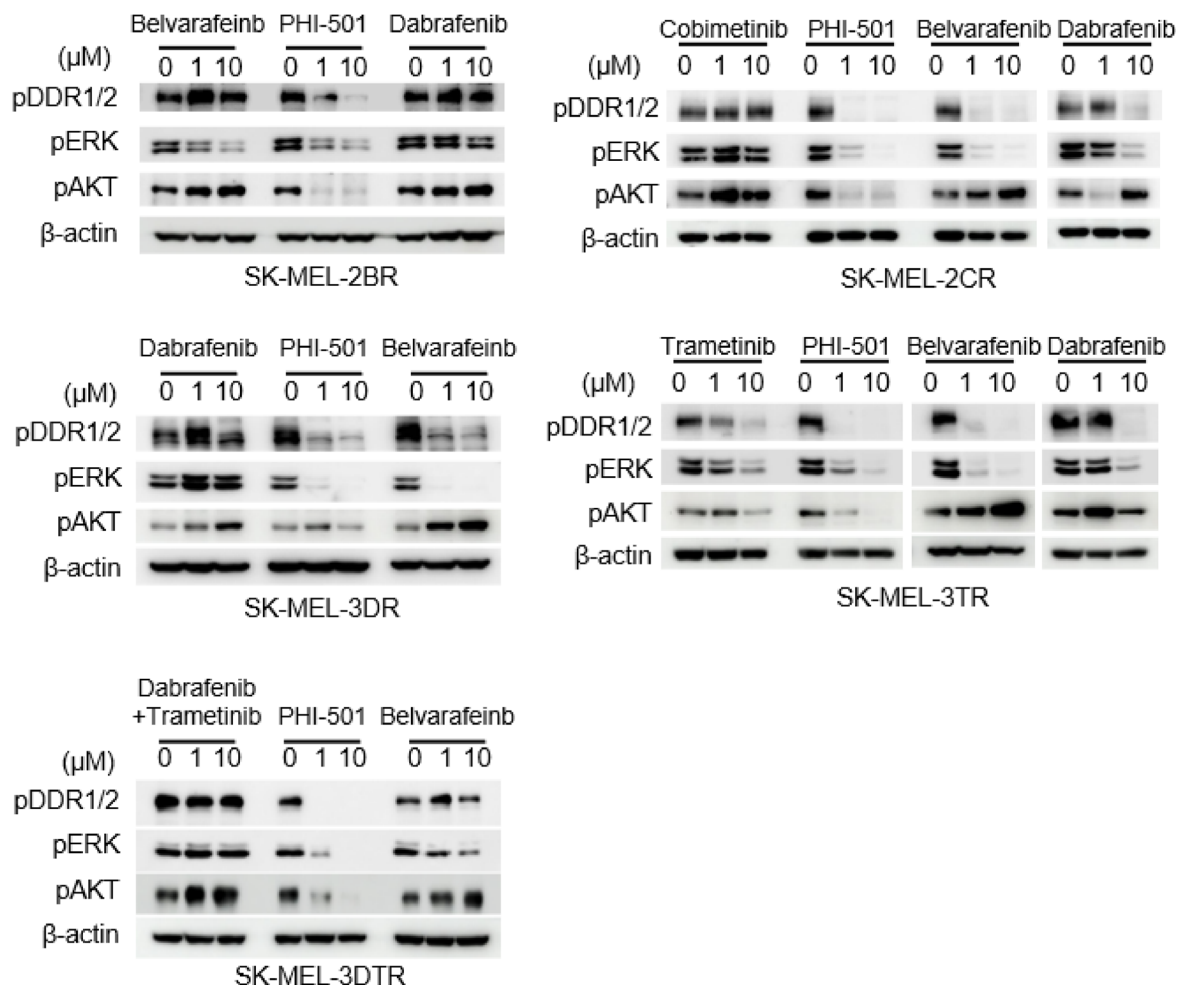 Belvarafeinb PHI-501 Dabrafenib
(µM) 0 1 10 0 1 10 0 1 10
pDDR1/2
pERK
pAKT
β-actin
SK-MEL-2BR
Cobimetinib PHI-501 Belvarafenib Dabrafenib
(µM) 0 1 10 0 1 10 0 1 10 0 1 10
pDDR1/2
pERK
pAKT
β-actin
SK-MEL-2CR
Dabrafenib PHI-501 Belvarafeinb
(µM) 0 1 10 0 1 10 0 1 10
pDDR1/2
pERK
pAKT
β-actin
SK-MEL-3DR
Trametinib PHI-501 Belvarafenib Dabrafenib
(µM) 0 1 10 0 1 10 0 1 10 0 1 10
pDDR1/2
pERK
pAKT
β-actin
SK-MEL-3TR
Dabrafenib
+Trametinib PHI-501 Belvarafeinb
(µM) 0 1 10 0 1 10 0 1 10
pDDR1/2
pERK
pAKT
β-actin
SK-MEL-3DTR